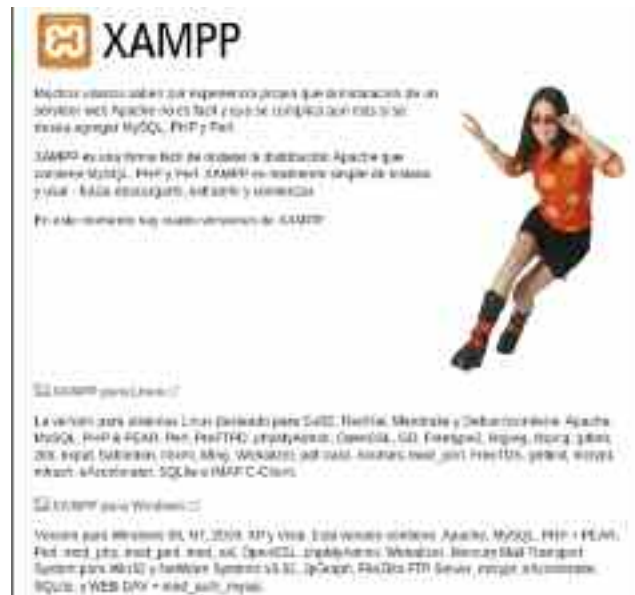 XAMPP
Muchos usuarios saben por experiencia propia que la instalación de un
servidor web Apache no es fácil y que se complica aún más si se
desea agregar MySQL, PHP y Perl.
XAMPP es una forma fácil de instalar la distribución Apache que
contiene MySQL, PHP y Perl. XAMPP es realmente simple de instalar
y usar - basta descargarlo, extraerlo y comenzar.
En este momento hay cuatro versiones de XAMPP
XAMPP para Linux
La versión para sistemas Linux (testeado para SuSE, RedHat, Mandrake y Debian) contiene: Apache,
MySQL, PHP & PEAR, Perl, ProFTPD, phpMyAdmin, OpenSSL, GD, Freetype2, libjpeg, libpng, gdbm,
zlib, expat, Sablotron, libxml, Ming, Webalizer, pdf class, ncurses, mod_perl, FreeTDS, gettext, mcrypt,
mhash, eAccelerator, SQLite e IMAP C-Client.
XAMPP para Windows
Versión para Windows 98, NT, 2003, XP y Vista. Esta versión contiene: Apache, MySQL, PHP + PEAR,
Perl, mod_php, mod_perl, mod_ssl, OpenSSL, phpMyAdmin, Webalizer, Mercury Mail Transport
System para Win32 y NetWare Systems v3.32, JpGraph, FileZilla FTP Server, mcrypt, eAccelerator,
SQLite, y WEB-DAV + mod_auth_mysql.